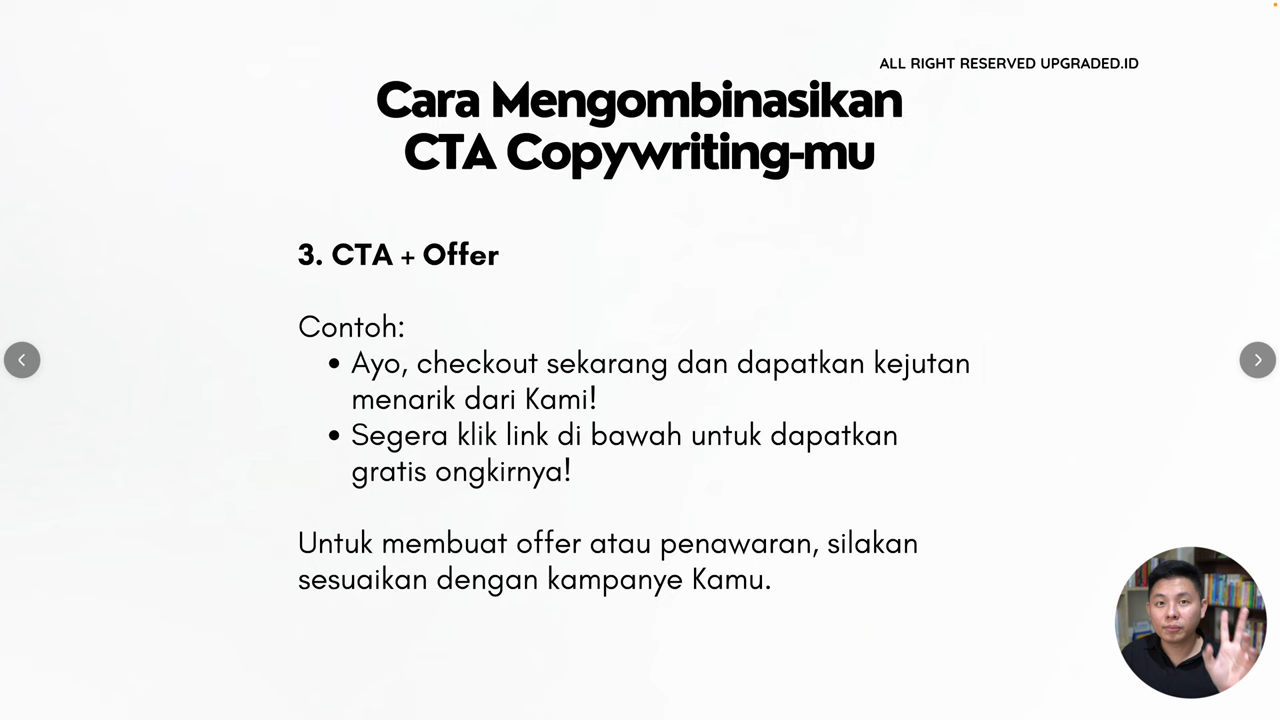 ALL RIGHT RESERVED UPGRADED.ID
Cara Mengombinasikan
CTA Copywriting-mu
3. CTA + Offer
Contoh:
• Ayo, checkout sekarang dan dapatkan kejutan
menarik dari Kami!
• Segera klik link di bawah untuk dapatkan
gratis ongkirnya!
Untuk membuat offer atau penawaran, silakan
sesuaikan dengan kampanye Kamu.